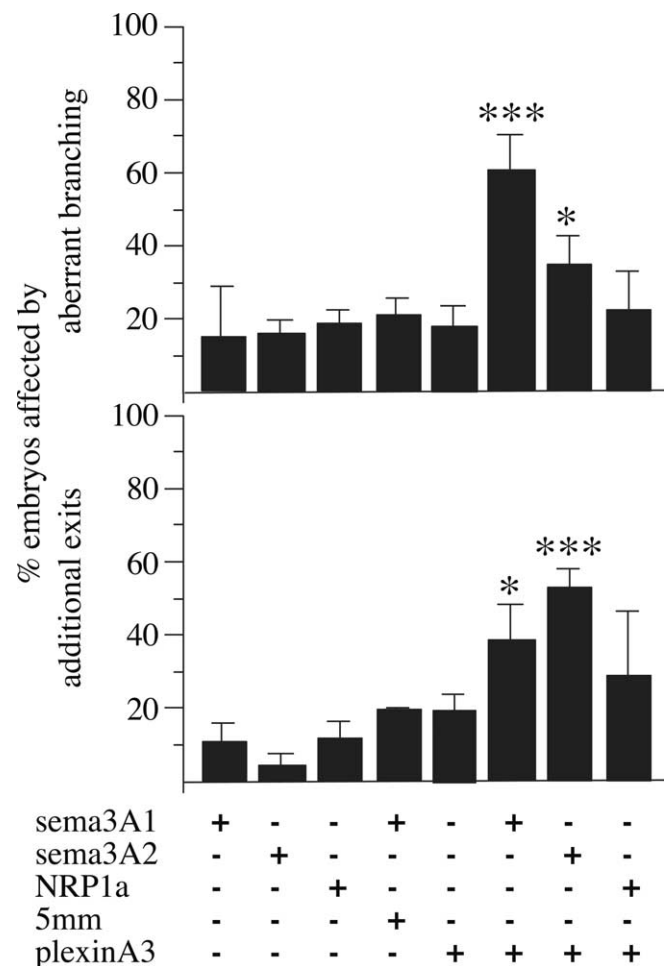 % embryos affected by
aberrant branching
100
80
60
40
20
***
*
additional exits
100
80
60
40
20
*
***
sema3A1 + - - + - + - -
sema3A2 - + - - - - + -
NRP1a - - + - - - - +
5mm - - - + - - - -
plexinA3 - - - - + + + +